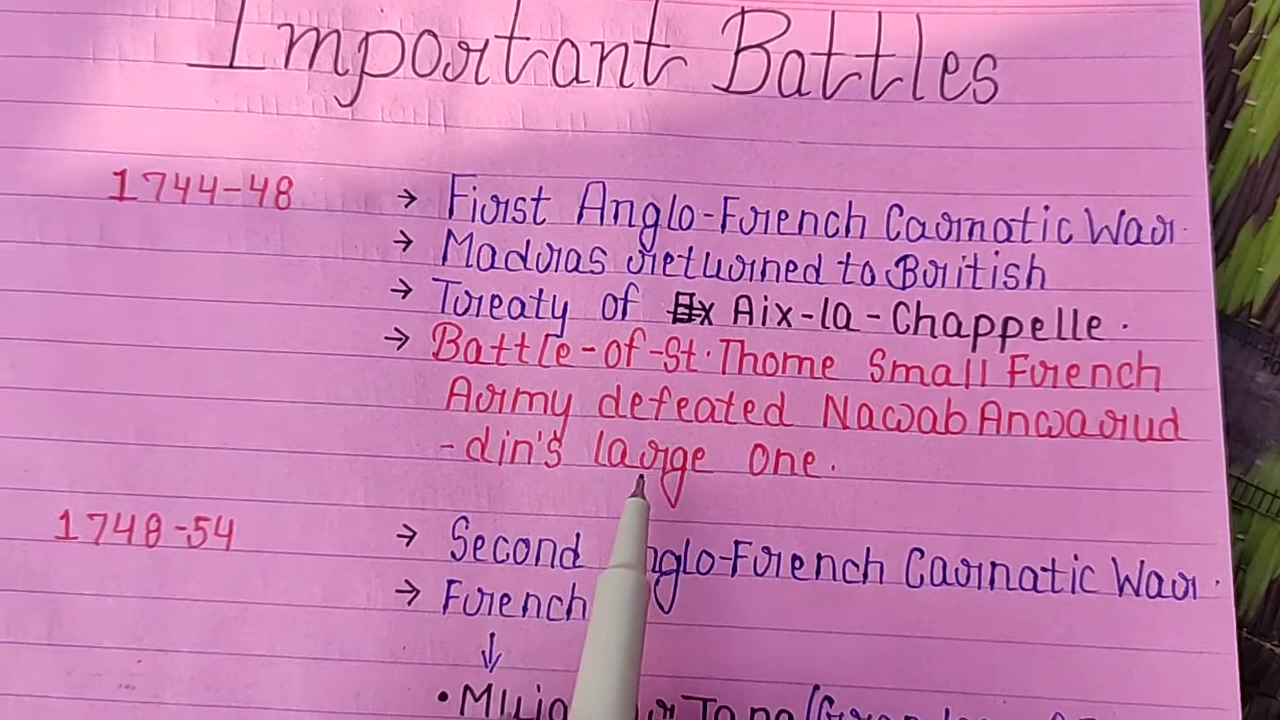 Important Battles
1744-48 → First Anglo-French Carnatic War.
→ Madras returned to British
→ Treaty of Aix-la-Chappelle.
→ Battle-of-St.Thome Small French
Army defeated Nawab Anwarud
-din's large one.
1748-54 → Second Anglo-French Carnatic War.
→ French
↓